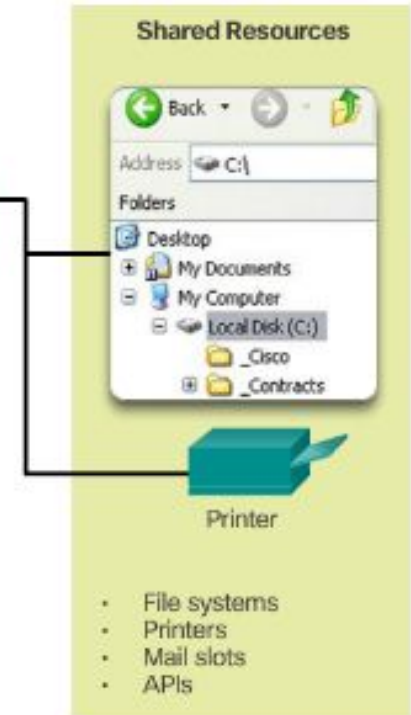 Shared Resources
Back
Address C:\
Folders
Desktop
My Documents
My Computer
Local Disk (C:)
_Cisco
_Contracts
Printer
• File systems
• Printers
• Mail slots
• APIs